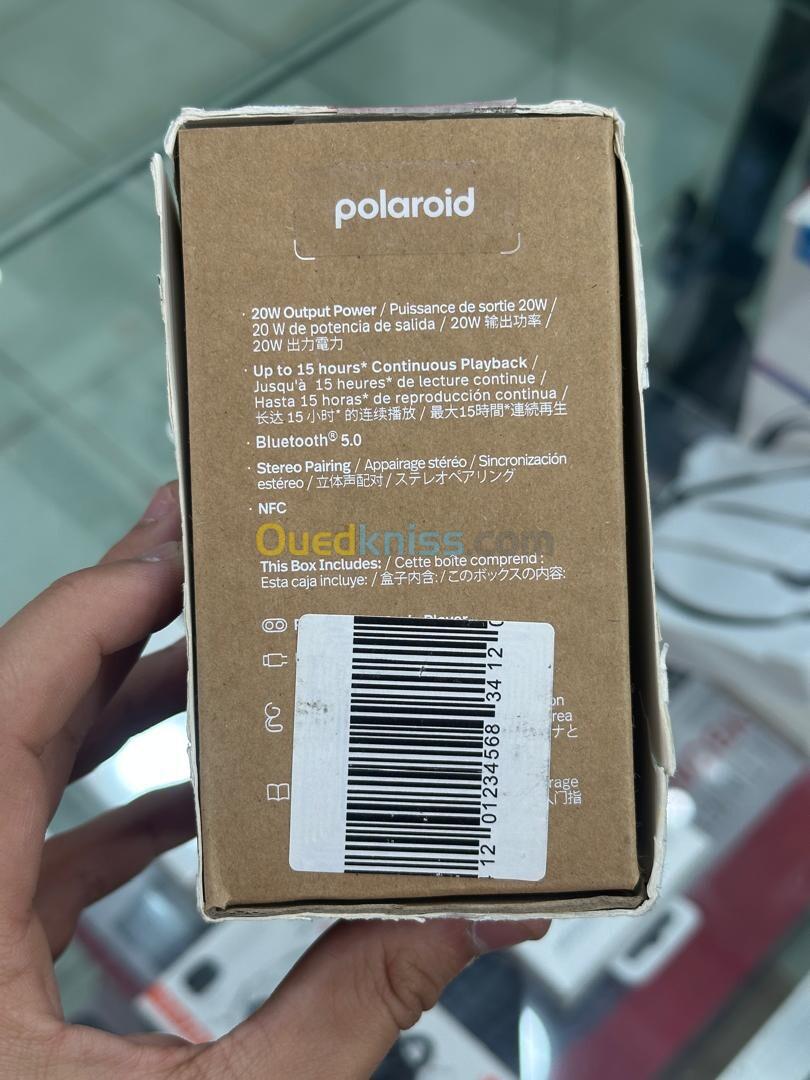 polaroid
· 20W Output Power / Puissance de sortie 20W /
20 W de potencia de salida / 20W 输出功率 /
20W 出力電力
· Up to 15 hours* Continuous Playback /
Jusqu'à 15 heures* de lecture continue /
Hasta 15 horas* de reproducción continua /
长达 15 小时* 的连续播放 / 最大15時間*連続再生
· Bluetooth® 5.0
· Stereo Pairing / Appairage stéréo / Sincronización
estéreo / 立体声配对 / ステレオペアリング
· NFC
Ouedkniss.com
This Box Includes: / Cette boîte comprend :
Esta caja incluye: / 盒子内含: / このボックスの内容:
Player
12 01234568 34 12